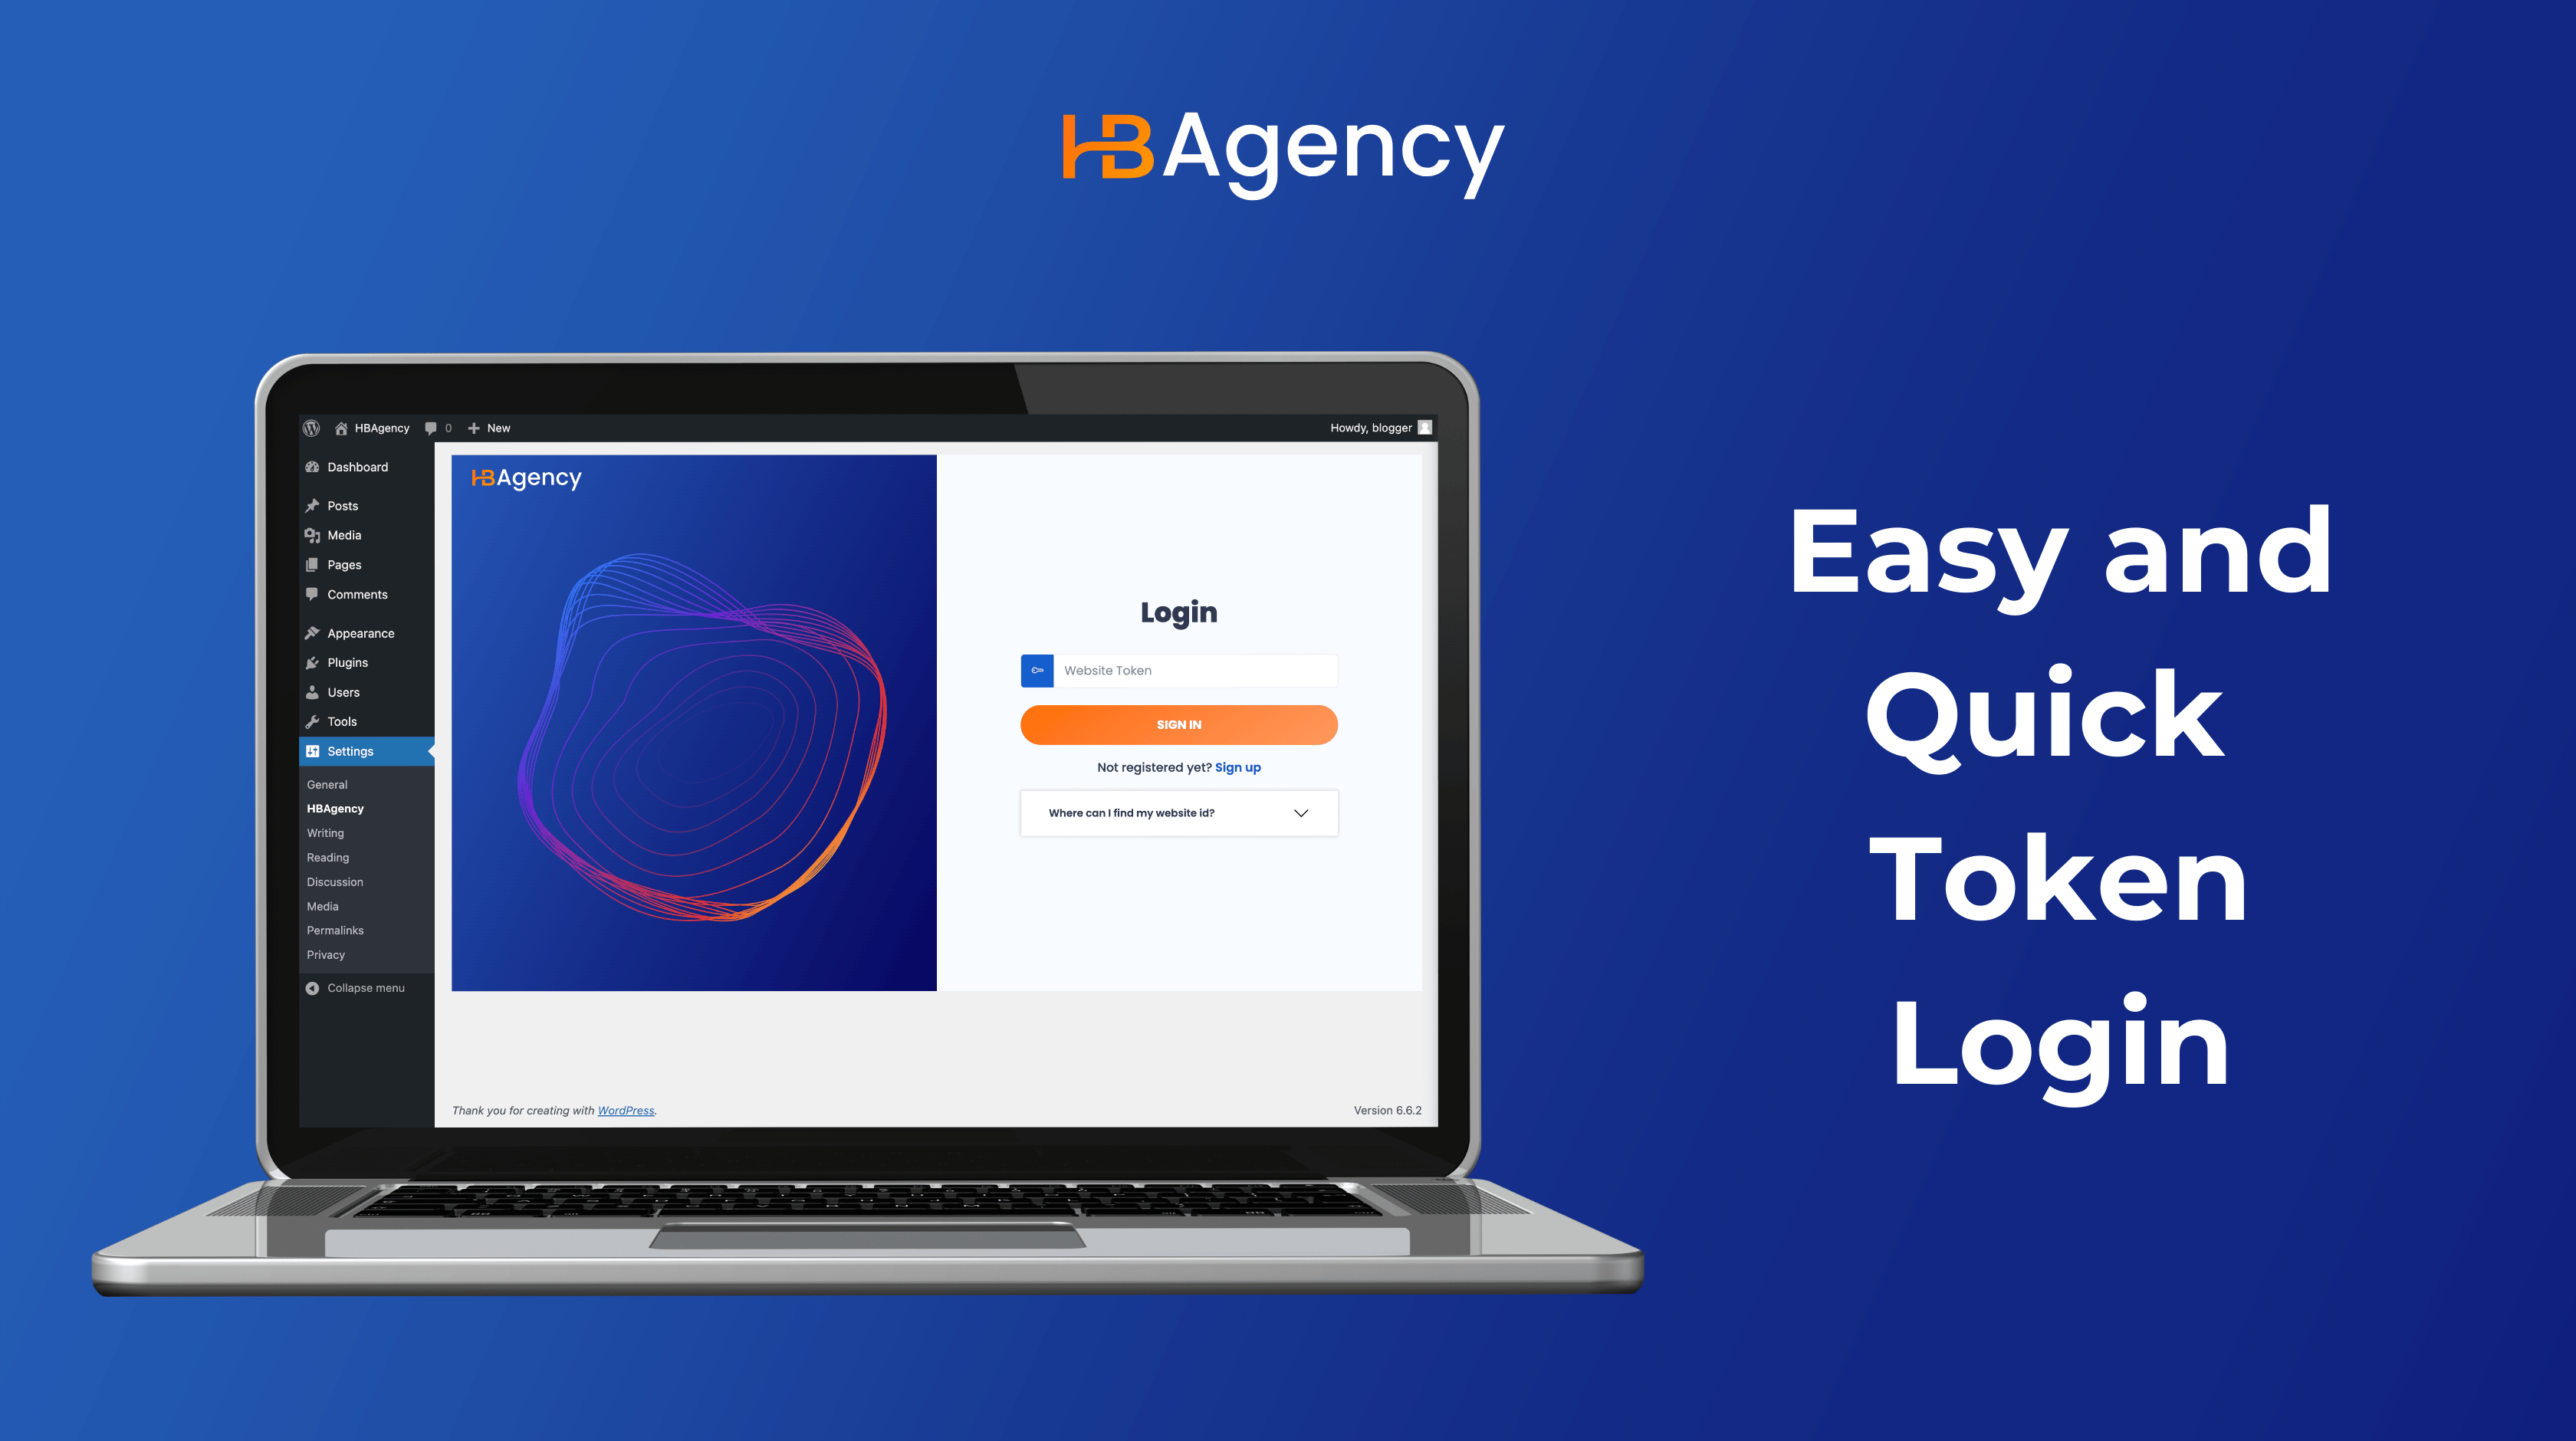 HBAgency
HBAgency
0
New
Howdy, blogger
Dashboard
Posts
Media
Pages
Comments
Appearance
Plugins
Users
Tools
Settings
General
HBAgency
Writing
Reading
Discussion
Media
Permalinks
Privacy
Collapse menu
HBAgency
Login
Website Token
SIGN IN
Not registered yet? Sign up
Where can I find my website id?
Thank you for creating with WordPress.
Version 6.6.2
Easy and
Quick
Token
Login